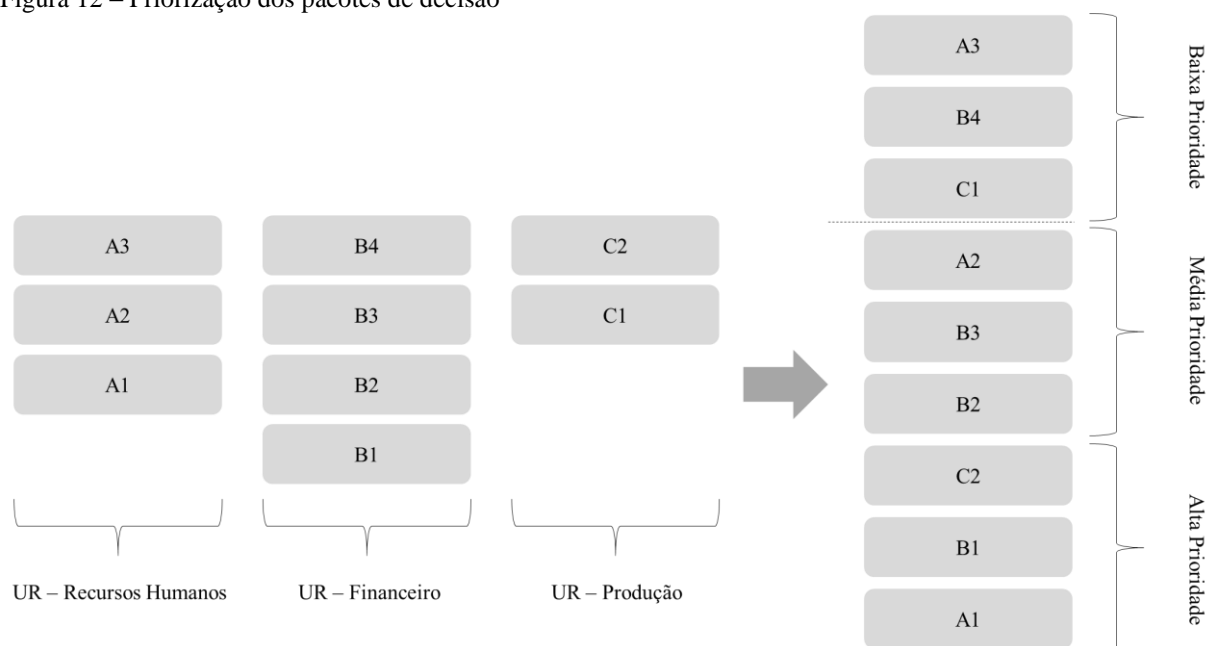 Figura 12 – Priorização dos pacotes de decisão
A3
B4
C1
A2
B3
B2
C2
B1
A1
Baixa Prioridade
Média Prioridade
Alta Prioridade
A3
A2
A1
B4
B3
B2
B1
C2
C1
UR – Recursos Humanos
UR – Financeiro
UR – Produção